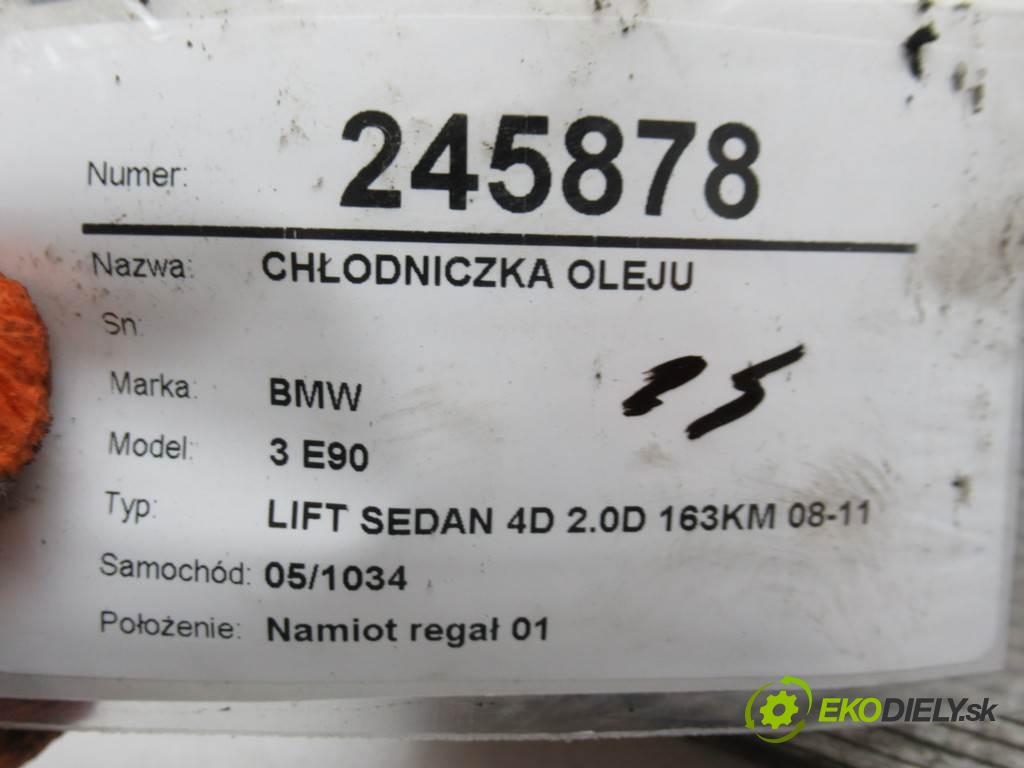 Numer: 245878
Nazwa: CHŁODNICZKA OLEJU
Sn:
Marka: BMW
25
Model: 3 E90
Typ: LIFT SEDAN 4D 2.0D 163KM 08-11
Samochód: 05/1034
Położenie: Namiot regał 01
EKODIELY.sk